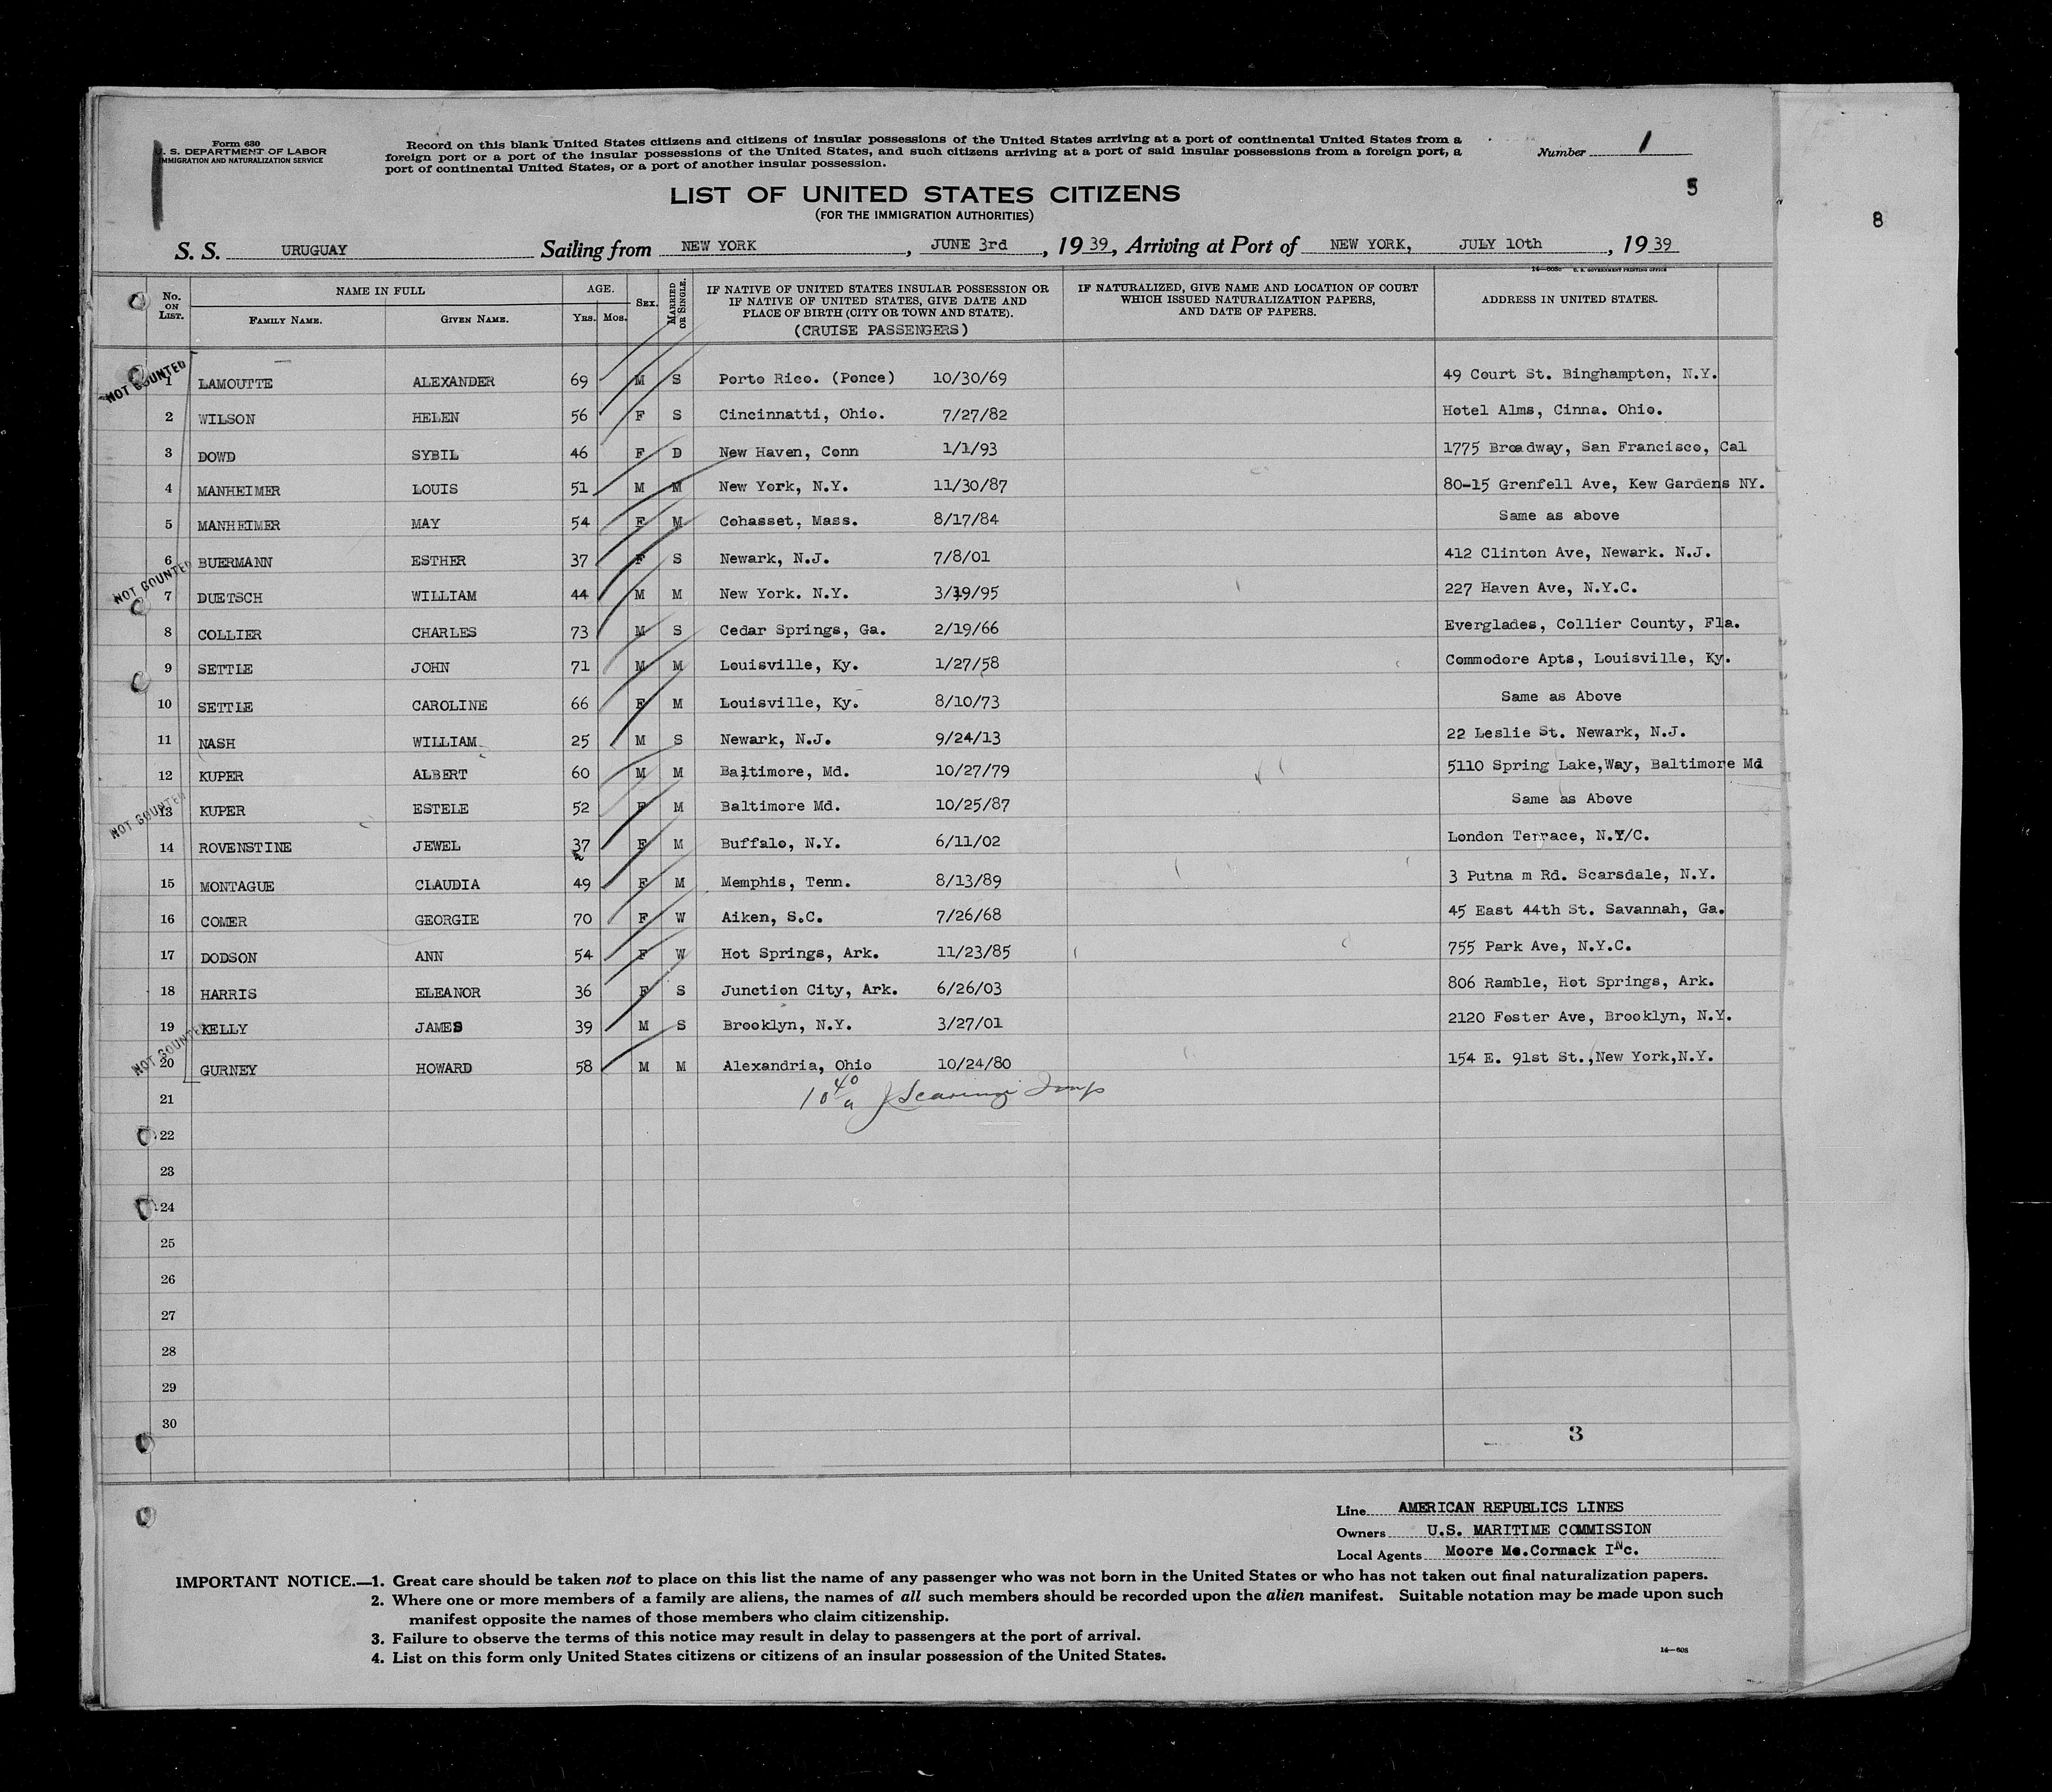 Form 630
U. S. DEPARTMENT OF LABOR
IMMIGRATION AND NATURALIZATION SERVICE
Record on this blank United States citizens and citizens of insular possessions of the United States arriving at a port of continental United States from a
foreign port or a port of the insular possessions of the United States, and such citizens arriving at a port of said insular possessions from a foreign port, a
port of continental United States, or a port of another insular possession.
Number 1
5
8
LIST OF UNITED STATES CITIZENS
(FOR THE IMMIGRATION AUTHORITIES)
S. S. URUGUAY Sailing from NEW YORK, JUNE 3rd, 1939, Arriving at Port of NEW YORK, JULY 10th, 1939
14—608c U. S. GOVERNMENT PRINTING OFFICE
No. ON LIST. NAME IN FULL FAMILY NAME. GIVEN NAME. AGE. YRS. MOS. SEX. MARRIED OR SINGLE. IF NATIVE OF UNITED STATES INSULAR POSSESSION OR IF NATIVE OF UNITED STATES, GIVE DATE AND PLACE OF BIRTH (CITY OR TOWN AND STATE). (CRUISE PASSENGERS) IF NATURALIZED, GIVE NAME AND LOCATION OF COURT WHICH ISSUED NATURALIZATION PAPERS, AND DATE OF PAPERS. ADDRESS IN UNITED STATES.
NOT COUNTED
1 LAMOUTTE ALEXANDER 69 M S Porto Rico. (Ponce) 10/30/69 49 Court St. Binghampton, N.Y.
2 WILSON HELEN 56 F S Cincinnatti, Ohio. 7/27/82 Hotel Alms, Cinna. Ohio.
3 DOWD SYBIL 46 F D New Haven, Conn 1/1/93 1775 Broadway, San Francisco, Cal
4 MANHEIMER LOUIS 51 M M New York, N.Y. 11/30/87 80-15 Grenfell Ave, Kew Gardens NY.
5 MANHEIMER MAY 54 F M Cohasset, Mass. 8/17/84 Same as above
6 BUERMANN ESTHER 37 F S Newark, N.J. 7/8/01 412 Clinton Ave, Newark. N.J.
NOT COUNTED
7 DUETSCH WILLIAM 44 M M New York. N.Y. 3/19/95 227 Haven Ave, N.Y.C.
8 COLLIER CHARLES 73 M S Cedar Springs, Ga. 2/19/66 Everglades, Collier County, Fla.
9 SETTLE JOHN 71 M M Louisville, Ky. 1/27/58 Commodore Apts, Louisville, Ky.
10 SETTLE CAROLINE 66 F M Louisville, Ky. 8/10/73 Same as Above
11 NASH WILLIAM 25 M S Newark, N.J. 9/24/13 22 Leslie St. Newark, N.J.
12 KUPER ALBERT 60 M M Baltimore, Md. 10/27/79 5110 Spring Lake,Way, Baltimore Md
13 KUPER ESTELE 52 F M Baltimore Md. 10/25/87 Same as Above
NOT COUNTED
14 ROVENSTINE JEWEL 37 F M Buffalo, N.Y. 6/11/02 London Terrace, N.Y/C.
15 MONTAGUE CLAUDIA 49 F M Memphis, Tenn. 8/13/89 3 Putna m Rd. Scarsdale, N.Y.
16 COMER GEORGIE 70 F W Aiken, S.C. 7/26/68 45 East 44th St. Savannah, Ga.
17 DODSON ANN 54 F W Hot Springs, Ark. 11/23/85 755 Park Ave, N.Y.C.
18 HARRIS ELEANOR 36 F S Junction City, Ark. 6/26/03 806 Ramble, Hot Springs, Ark.
19 KELLY JAMES 39 M S Brooklyn, N.Y. 3/27/01 2120 Foster Ave, Brooklyn, N.Y.
NOT COUNTED
20 GURNEY HOWARD 58 M M Alexandria, Ohio 10/24/80 154 E. 91st St.,New York,N.Y.
21 10 40 a
22
23
24
25
26
27
28
29
30
3
Line AMERICAN REPUBLICS LINES
Owners U.S. MARITIME COMMISSION
Local Agents Moore Mc.Cormack INc.
IMPORTANT NOTICE.—1. Great care should be taken not to place on this list the name of any passenger who was not born in the United States or who has not taken out final naturalization papers.
2. Where one or more members of a family are aliens, the names of all such members should be recorded upon the alien manifest. Suitable notation may be made upon such
manifest opposite the names of those members who claim citizenship.
3. Failure to observe the terms of this notice may result in delay to passengers at the port of arrival.
4. List on this form only United States citizens or citizens of an insular possession of the United States.
14—608